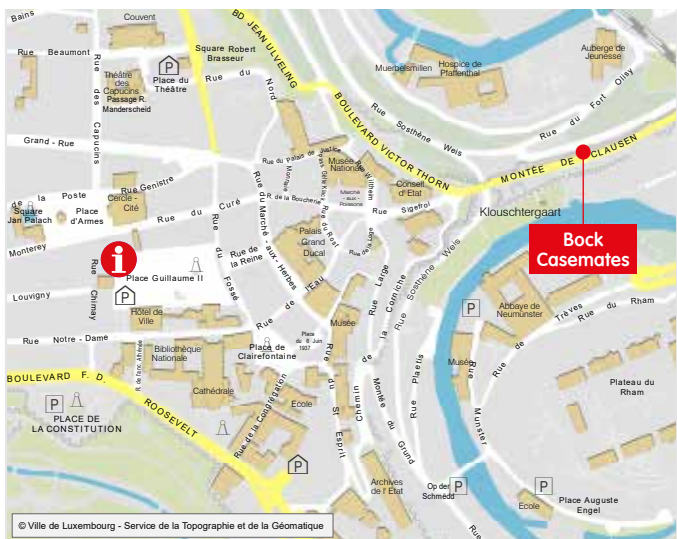 Bains
Couvent
BD JEAN ULVELING
Square Robert
Brasseur
Rue Beaumont
Rue des Capucins
Théâtre
des
Capucins
Passage R.
Manderscheid
P
Place du
Théâtre
Rue du Nord
Muerbelsmillen
Hospice de
Pfaffenthal
Auberge de
Jeunesse
Rue du Fort Olisy
Rue Sosthène Weis
BOULEVARD VICTOR THORN
MONTÉE DE CLAUSEN
Grand - Rue
Rue du Palais de Justice
Musée
National
Rue Wiltheim
Marché
- aux -
Poissons
Conseil
d'Etat
Rue Sigefroi
Klouschtergaart
Bock
Casemates
de la Poste
Square
Jan Palach
Place
d'Armes
Rue Genistre
Cercle -
Cité
Rue du Curé
Rue du Marché - aux- Herbes
R. de la Boucherie
Rue du Rost
Palais
Grand
Ducal
Monterey
i
Rue de
la Reine
Rue du Fossé
Place Guillaume II
P
Rue Chimay
Louvigny
Hôtel de
Ville
Rue de l'Eau
Rue Large
Rue Sosthène Weis
de la Corniche
P
Abbaye de
Neumünster
Rue de Trèves
Rue du Rham
Rue Notre - Dame
Bibliothèque
Nationale
Place de
Clairefontaine
Place
du 8 Juin
1937
Musée
Musée
Rue Plaetis
Rue Munster
Plateau du
Rham
BOULEVARD F. D. ROOSEVELT
P
PLACE DE
LA CONSTITUTION
Cathédrale
Rue de la Congrégation
Ecole
P
Rue du St Esprit
Chemin
Montée du Grund
Archives
de l' Etat
Op der
Schmëdd
P
P
Ecole
Place Auguste
Engel
Rue
© Ville de Luxembourg - Service de la Topographie et de la Géomatique